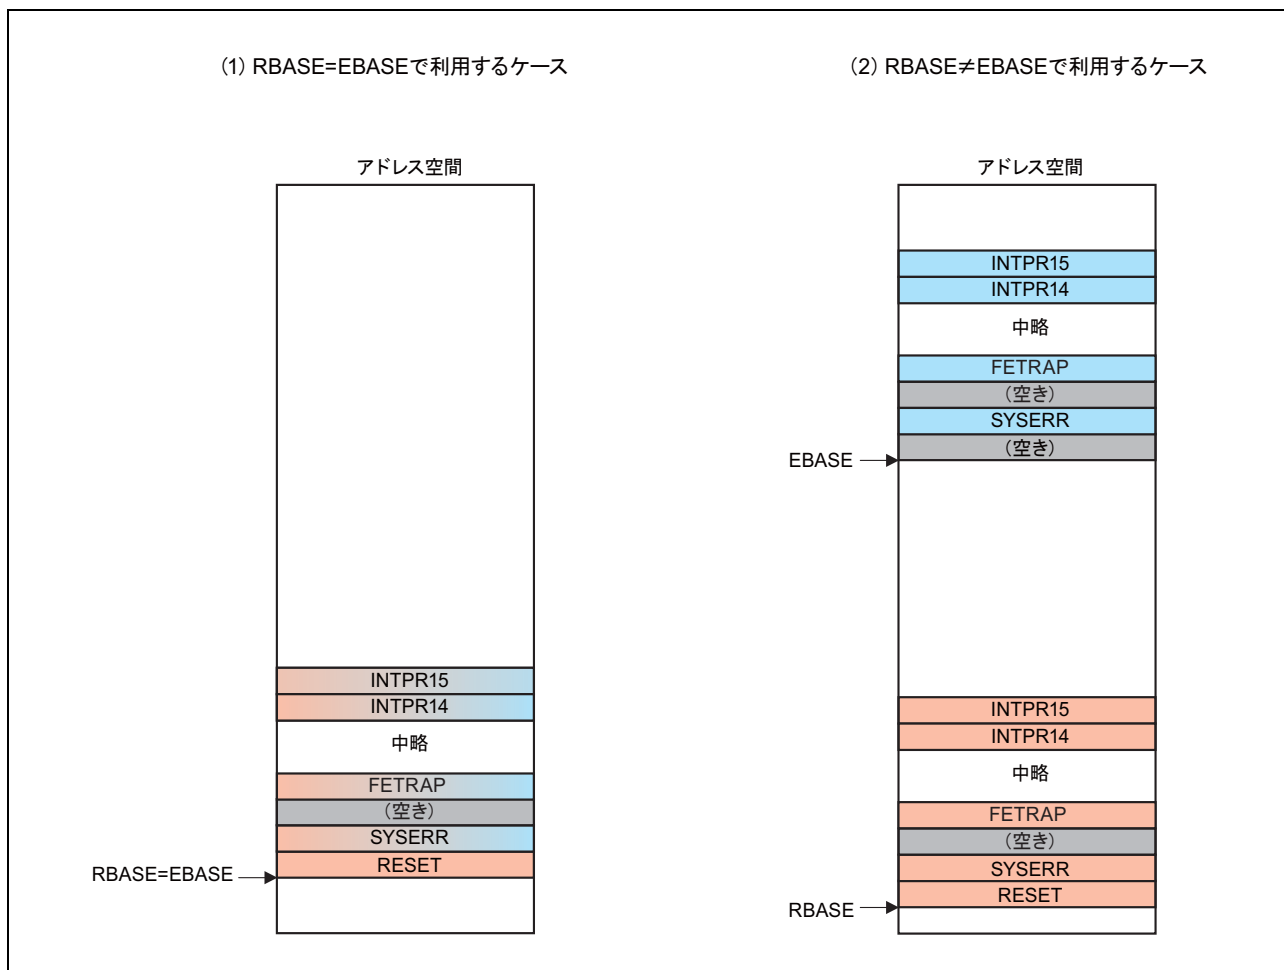 (1) RBASE=EBASEで利用するケース
アドレス空間
INTPR15
INTPR14
中略
FETRAP
(空き)
SYSERR
RESET
RBASE=EBASE
(2) RBASE≠EBASEで利用するケース
アドレス空間
INTPR15
INTPR14
中略
FETRAP
(空き)
SYSERR
(空き)
EBASE
INTPR15
INTPR14
中略
FETRAP
(空き)
SYSERR
RESET
RBASE